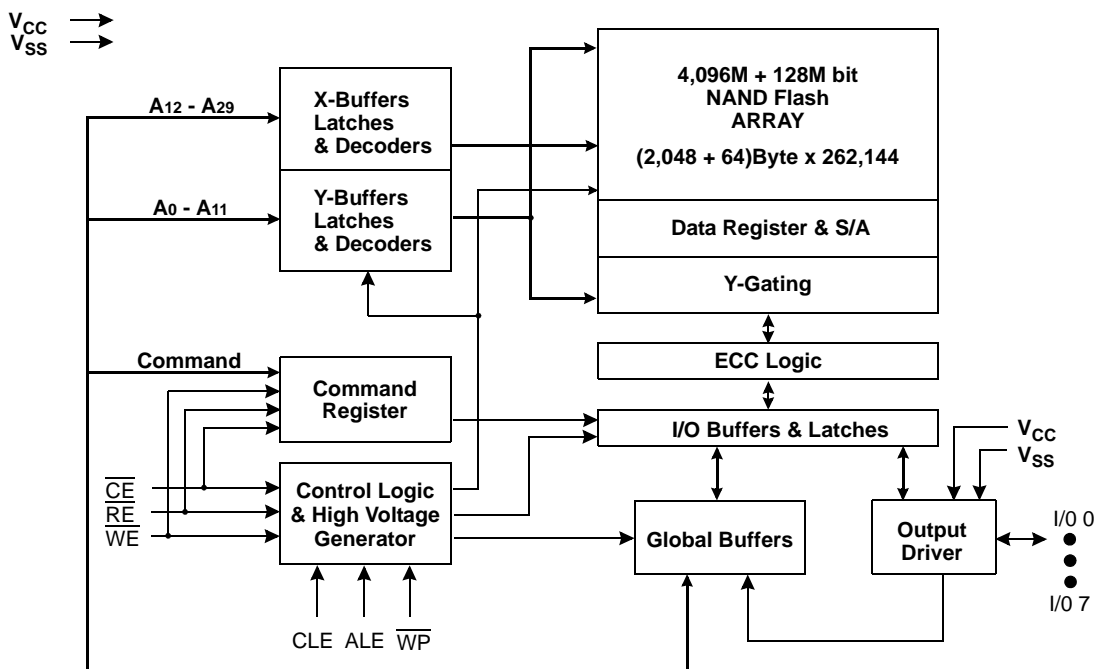 VCC
VSS
A12 - A29
X-Buffers
Latches
& Decoders
A0 - A11
Y-Buffers
Latches
& Decoders
4,096M + 128M bit
NAND Flash
ARRAY
(2,048 + 64)Byte x 262,144
Data Register & S/A
Y-Gating
ECC Logic
Command
Command
Register
I/O Buffers & Latches
VCC
VSS
CE
RE
WE
Control Logic
& High Voltage
Generator
Global Buffers
Output
Driver
I/0 0
I/0 7
CLE ALE WP